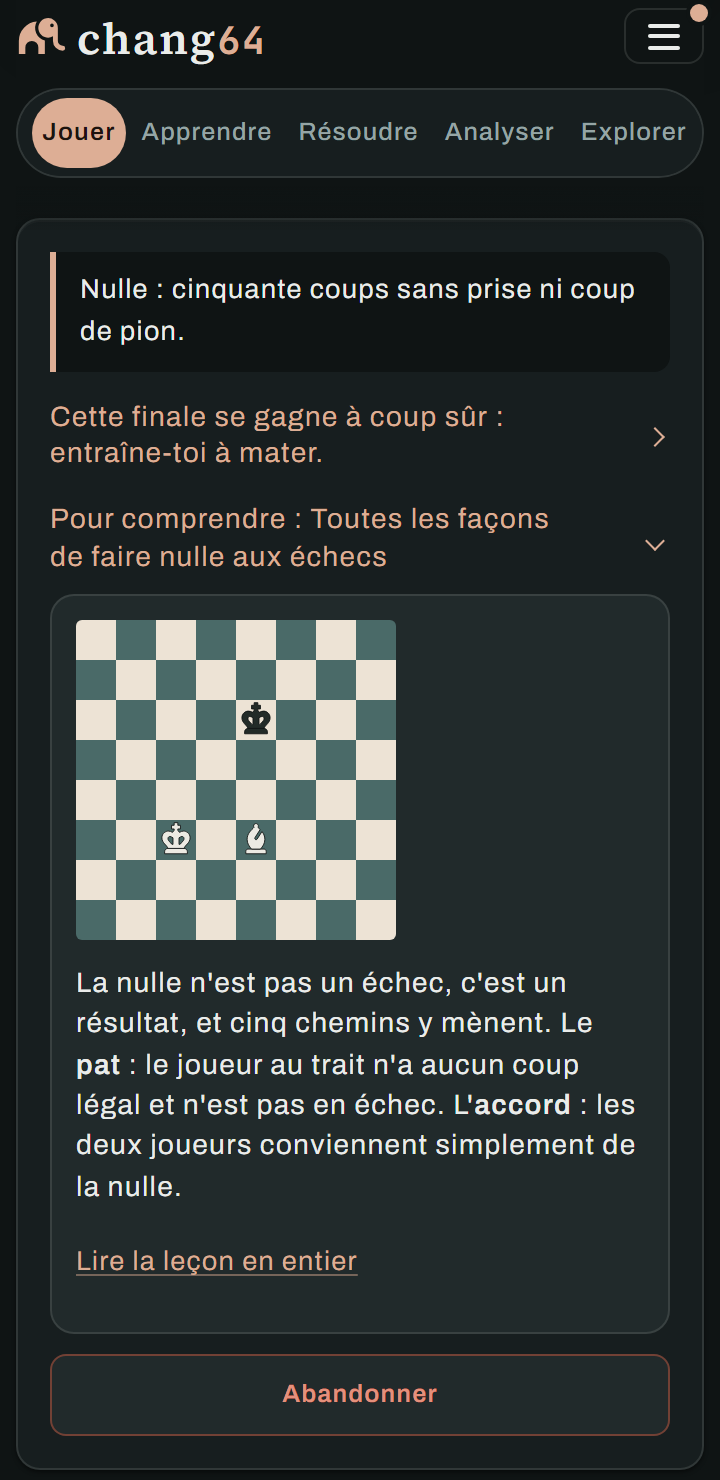 chang64
Jouer Apprendre Résoudre Analyser Explorer
Nulle : cinquante coups sans prise ni coup
de pion.
Cette finale se gagne à coup sûr :
entraîne-toi à mater.
Pour comprendre : Toutes les façons
de faire nulle aux échecs
La nulle n'est pas un échec, c'est un
résultat, et cinq chemins y mènent. Le
pat : le joueur au trait n'a aucun coup
légal et n'est pas en échec. L'accord : les
deux joueurs conviennent simplement de
la nulle.
Lire la leçon en entier
Abandonner